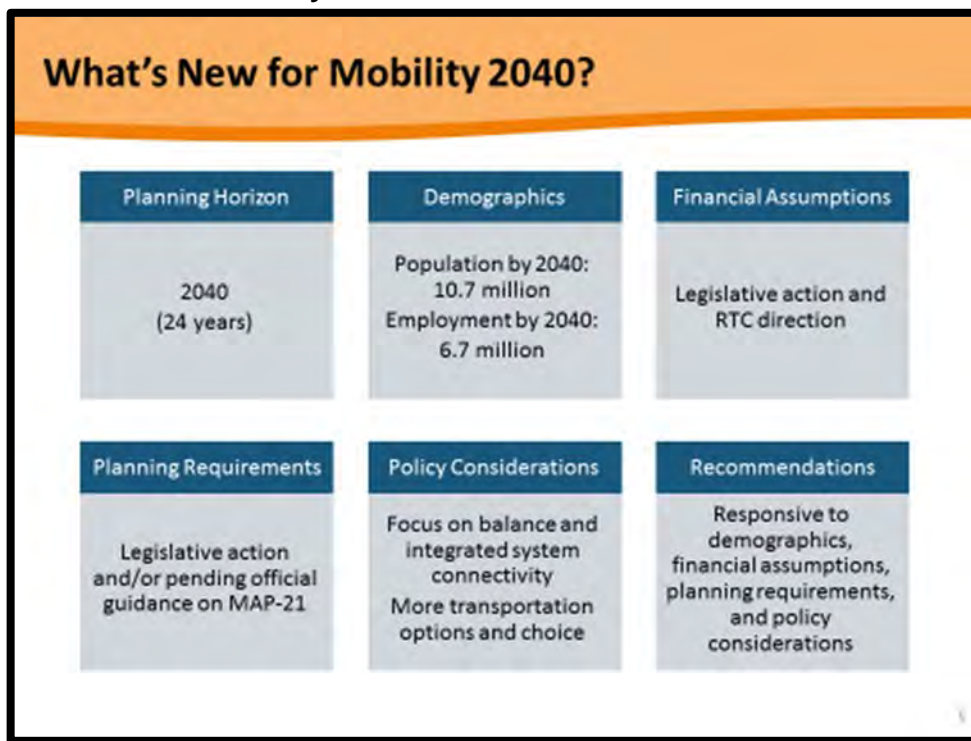 What's New for Mobility 2040?
Planning Horizon
2040
(24 years)
Demographics
Population by 2040:
10.7 million
Employment by 2040:
6.7 million
Financial Assumptions
Legislative action and
RTC direction
Planning Requirements
Legislative action
and/or pending official
guidance on MAP-21
Policy Considerations
Focus on balance and
integrated system
connectivity
More transportation
options and choice
Recommendations
Responsive to
demographics,
financial assumptions,
planning requirements,
and policy
considerations